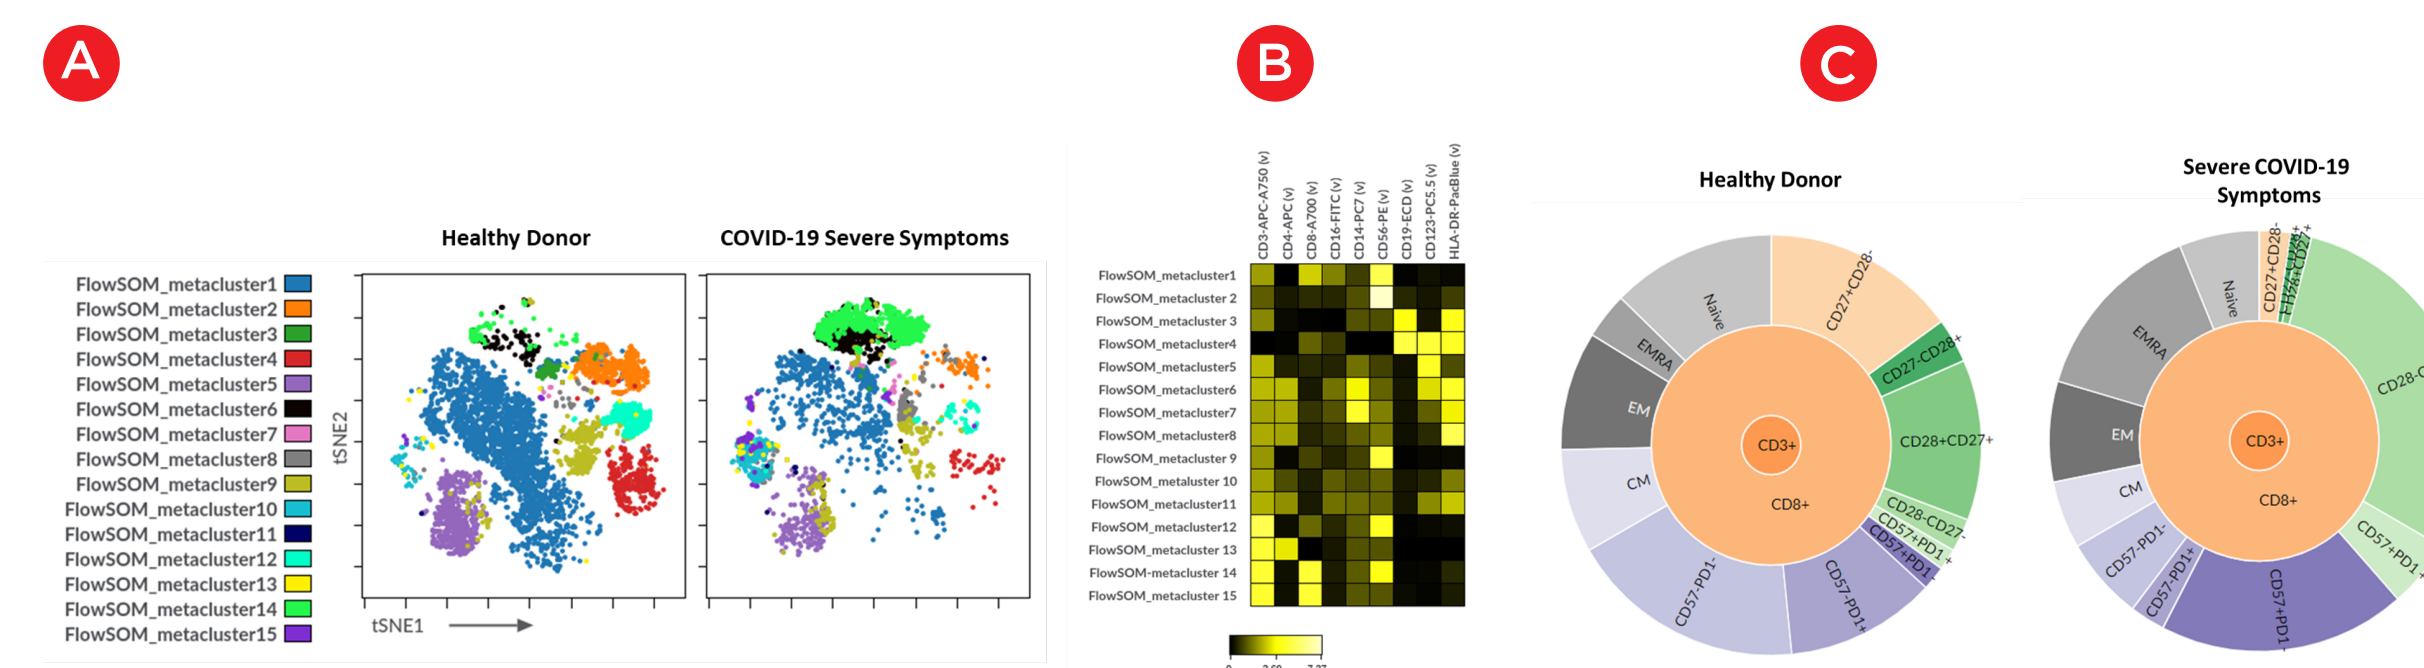 A
B
C
Healthy Donor
COVID-19 Severe Symptoms
FlowSOM_metacluster1
FlowSOM_metacluster2
FlowSOM_metacluster3
FlowSOM_metacluster4
FlowSOM_metacluster5
FlowSOM_metacluster6
FlowSOM_metacluster7
FlowSOM_metacluster8
FlowSOM_metacluster9
FlowSOM_metacluster10
FlowSOM_metacluster11
FlowSOM_metacluster12
FlowSOM_metacluster13
FlowSOM_metacluster14
FlowSOM_metacluster15
tSNE2
tSNE1
CD3-APC-A750 (v)
CD4-APC (v)
CD8-A700 (v)
CD16-FITC (v)
CD14-PC7 (v)
CD56-PE (v)
CD19-ECD (v)
CD123-PC5.5 (v)
HLA-DR-PacBlue (v)
FlowSOM_metacluster1
FlowSOM_metacluster 2
FlowSOM_metacluster 3
FlowSOM_metacluster4
FlowSOM_metacluster5
FlowSOM_metacluster6
FlowSOM_metacluster7
FlowSOM_metacluster8
FlowSOM_metacluster 9
FlowSOM_metaluster 10
FlowSOM_metacluster11
FlowSOM_metacluster12
FlowSOM_metacluster 13
FlowSOM-metacluster 14
FlowSOM_metacluster 15
Healthy Donor
CD27+CD28-
CD27-CD28+
CD28+CD27+
CD28-CD27-
CD57+PD1+
CD57+PD1-
CD57-PD1+
CD57-PD1-
CM
EM
EMRA
Naive
CD3+
CD8+
Severe COVID-19
Symptoms
CD27+CD28-
CD28+CD27+
CD28-C
CD57+PD1+
CD57+PD1-
CD57-PD1+
CD57-PD1-
CM
EM
EMRA
Naive
CD3+
CD8+